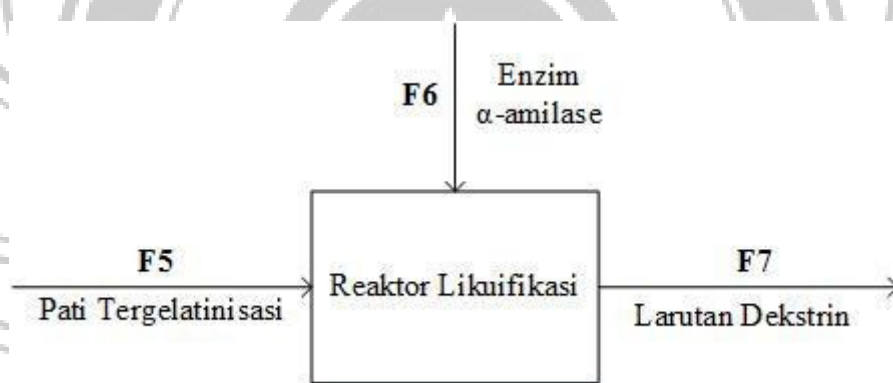 F6
Enzim
α-amilase
F5
Pati Tergelatinisasi
Reaktor Likuifikasi
F7
Larutan Dekstrin